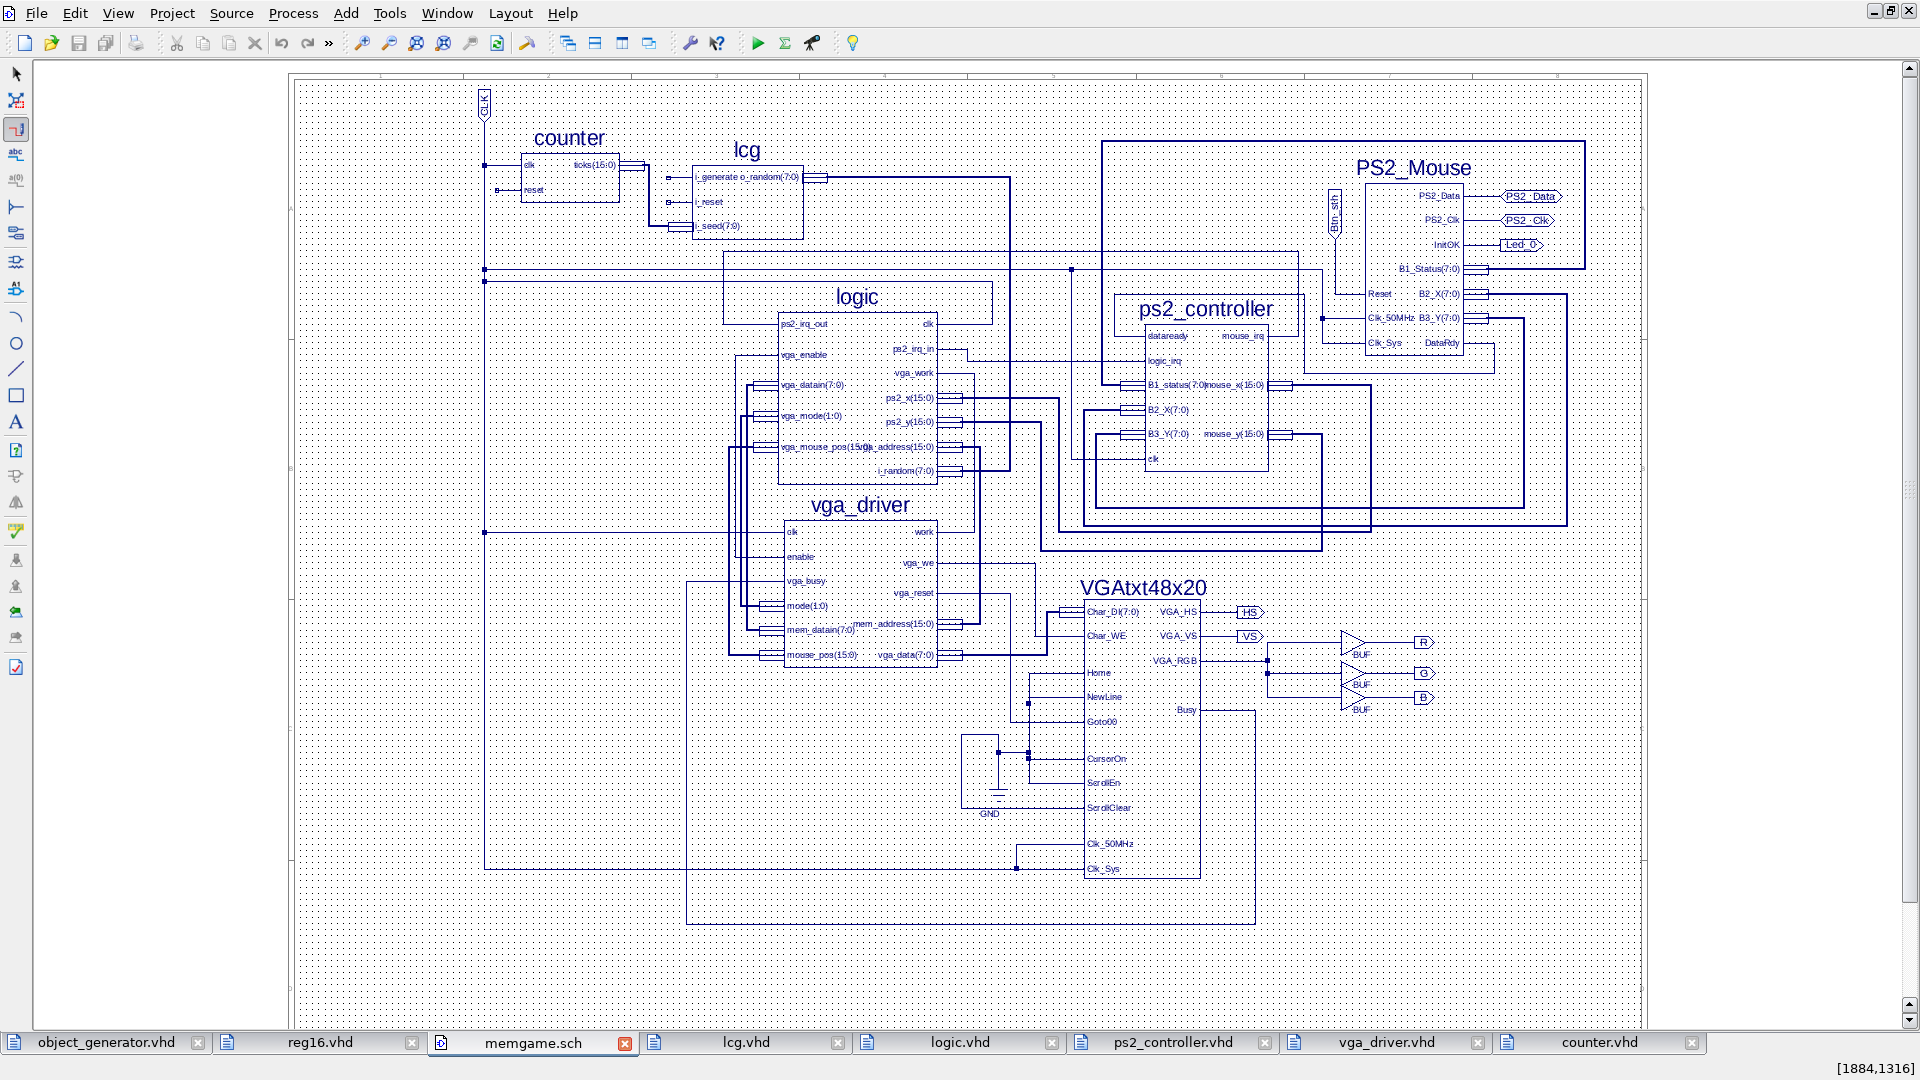 File Edit View Project Source Process Add Tools Window Layout Help
»
1 2 3 4 5 6 7 8
CLK
counter
clk ticks(15:0)
reset
lcg
i_generate o_random(7:0)
i_reset
i_seed(7:0)
PS2_Mouse
Btn_sth
PS2_Data PS2_Data
PS2_Clk PS2_Clk
InitOK Led_0
B1_Status(7:0)
Reset B2_X(7:0)
Clk_50MHz B3_Y(7:0)
Clk_Sys DataRdy
logic
ps2_irq_out clk
ps2_irq_in
vga_enable
vga_work
vga_datain(7:0)
ps2_x(15:0)
vga_mode(1:0)
ps2_y(15:0)
vga_mouse_pos(15:0) vga_address(15:0)
i_random(7:0)
ps2_controller
dataready mouse_irq
logic_irq
B1_status(7:0) mouse_x(15:0)
B2_X(7:0)
B3_Y(7:0) mouse_y(15:0)
clk
vga_driver
clk work
enable
vga_we
vga_busy
vga_reset
mode(1:0)
mem_address(15:0)
mem_datain(7:0)
mouse_pos(15:0) vga_data(7:0)
VGAtxt48x20
Char_DI(7:0) VGA_HS HS
Char_WE VGA_VS VS
VGA_RGB
Home
NewLine
Busy
Goto00
CursorOn
ScrollEn
ScrollClear
Clk_50MHz
Clk_Sys
GND
R
BUF
G
BUF
B
BUF
object_generator.vhd reg16.vhd memgame.sch lcg.vhd logic.vhd ps2_controller.vhd vga_driver.vhd counter.vhd
[1884,1316]